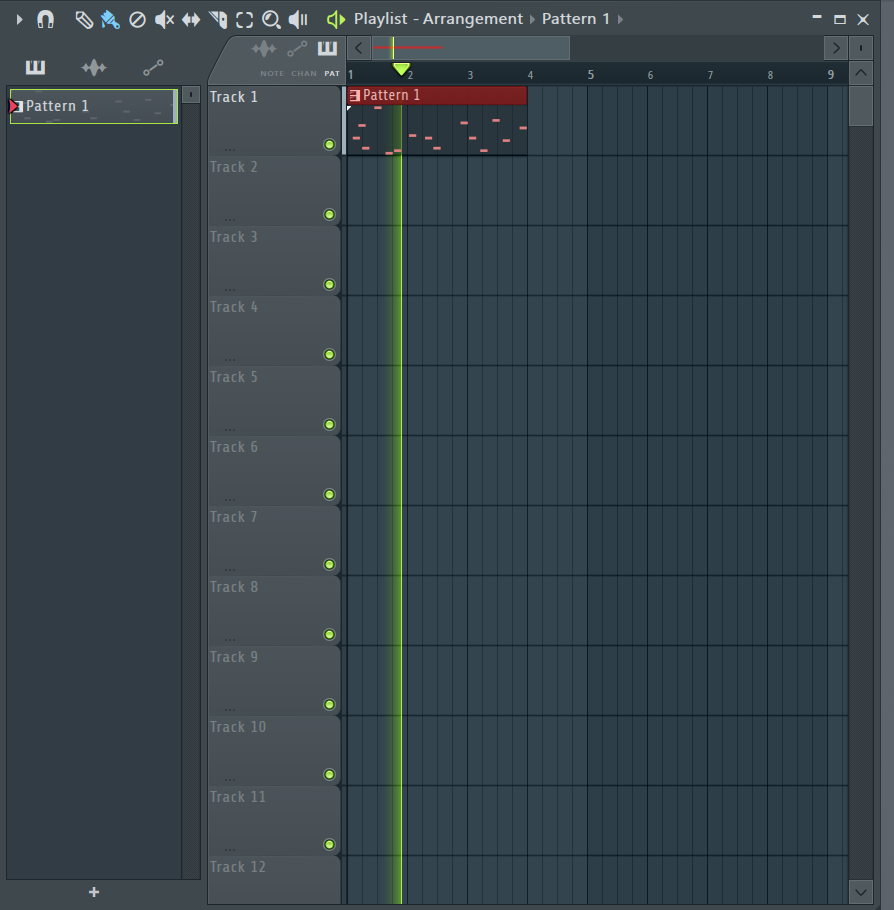 Playlist - Arrangement Pattern 1
NOTE CHAN PAT
1 2 3 4 5 6 7 8 9
Pattern 1
Track 1
Pattern 1
...
Track 2
...
Track 3
...
Track 4
...
Track 5
...
Track 6
...
Track 7
...
Track 8
...
Track 9
...
Track 10
...
Track 11
...
Track 12
+